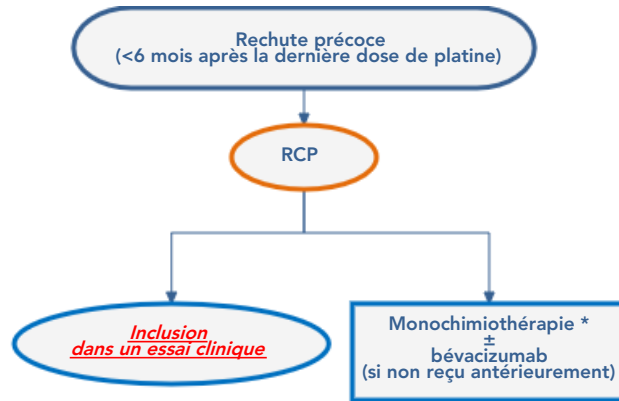 Rechute précoce
(<6 mois après la dernière dose de platine)
RCP
Inclusion
dans un essai clinique
Monochimiothérapie *
±
bévacizumab
(si non reçu antérieurement)